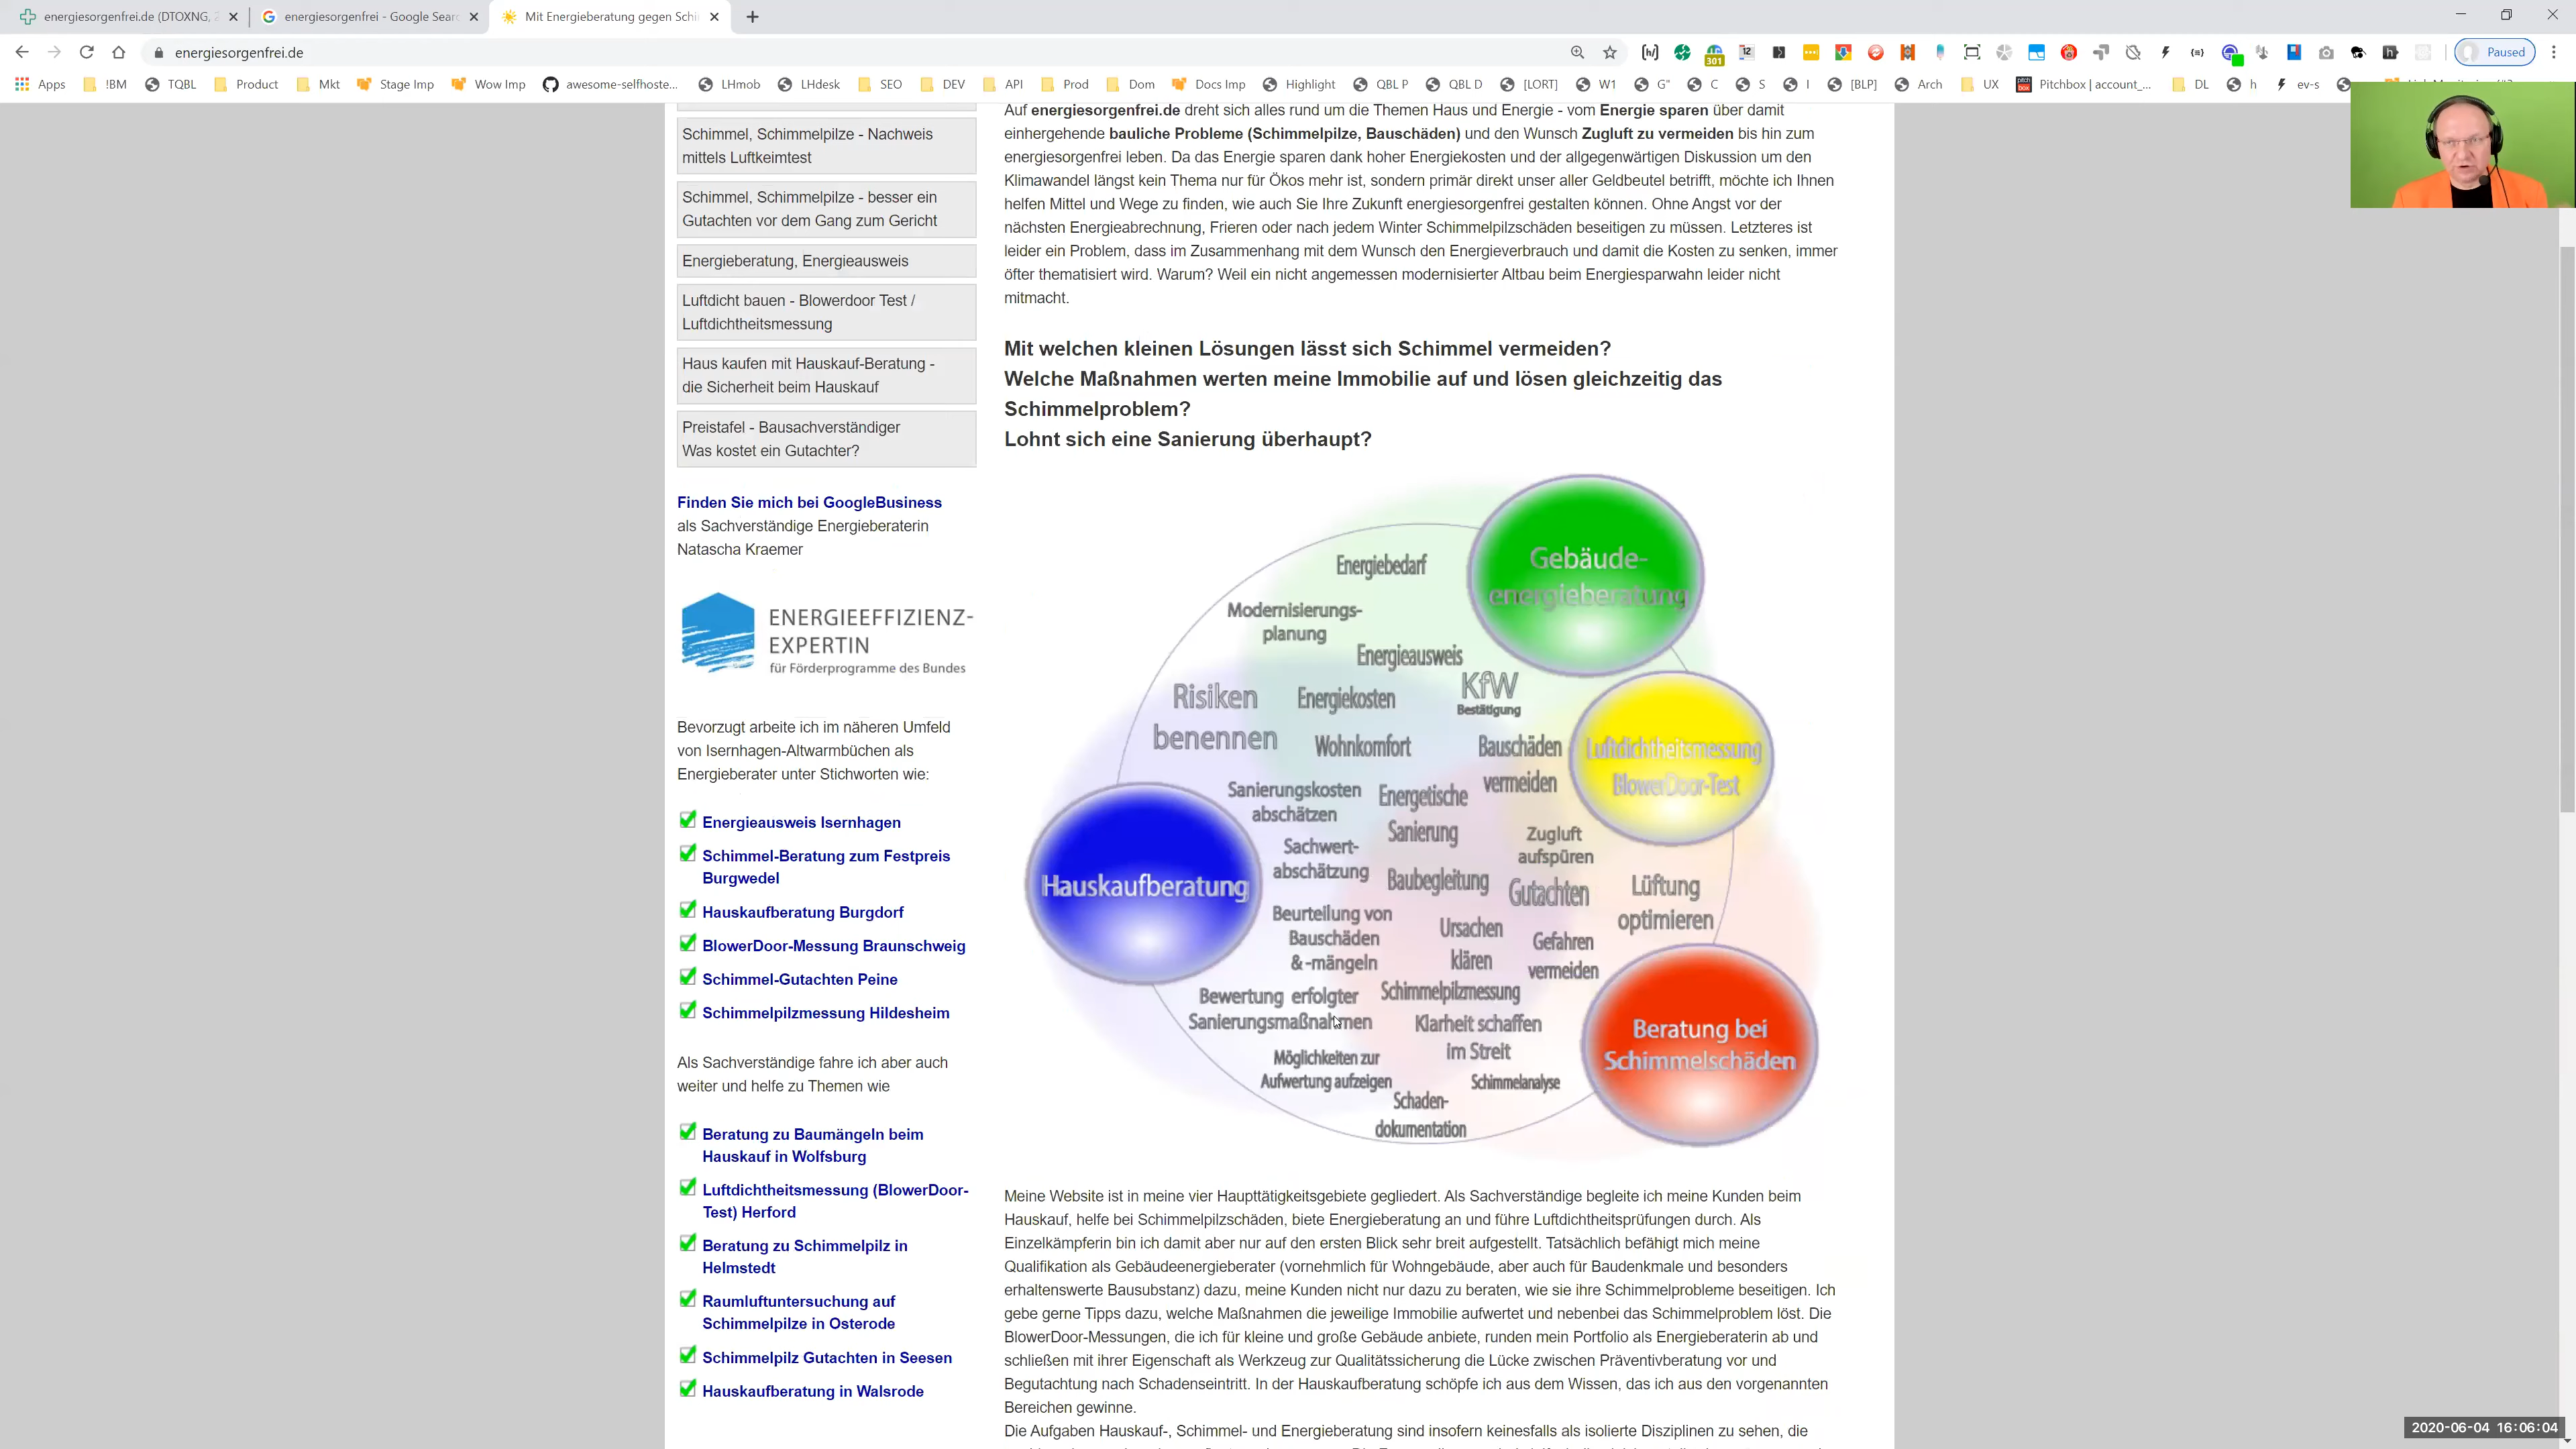 energiesorgenfrei.de (DTOXNG, 2
energiesorgenfrei - Google Searc
Mit Energieberatung gegen Schi
energiesorgenfrei.de
301
12
Paused
Apps
!BM
TQBL
Product
Mkt
Stage Imp
Wow Imp
awesome-selfhoste...
LHmob
LHdesk
SEO
DEV
API
Prod
Dom
Docs Imp
Highlight
QBL P
QBL D
[LORT]
W1
G"
C
S
I
[BLP]
Arch
UX
Pitchbox | account_...
DL
h
ev-s
Schimmel, Schimmelpilze - Nachweis
mittels Luftkeimtest
Schimmel, Schimmelpilze - besser ein
Gutachten vor dem Gang zum Gericht
Energieberatung, Energieausweis
Luftdicht bauen - Blowerdoor Test /
Luftdichtheitsmessung
Haus kaufen mit Hauskauf-Beratung -
die Sicherheit beim Hauskauf
Preistafel - Bausachverständiger
Was kostet ein Gutachter?
Finden Sie mich bei GoogleBusiness
als Sachverständige Energieberaterin
Natascha Kraemer
ENERGIEEFFIZIENZ-
EXPERTIN
für Förderprogramme des Bundes
Bevorzugt arbeite ich im näheren Umfeld
von Isernhagen-Altwarmbüchen als
Energieberater unter Stichworten wie:
Energieausweis Isernhagen
Schimmel-Beratung zum Festpreis
Burgwedel
Hauskaufberatung Burgdorf
BlowerDoor-Messung Braunschweig
Schimmel-Gutachten Peine
Schimmelpilzmessung Hildesheim
Als Sachverständige fahre ich aber auch
weiter und helfe zu Themen wie
Beratung zu Baumängeln beim
Hauskauf in Wolfsburg
Luftdichtheitsmessung (BlowerDoor-
Test) Herford
Beratung zu Schimmelpilz in
Helmstedt
Raumluftuntersuchung auf
Schimmelpilze in Osterode
Schimmelpilz Gutachten in Seesen
Hauskaufberatung in Walsrode
Auf energiesorgenfrei.de dreht sich alles rund um die Themen Haus und Energie - vom Energie sparen über damit
einhergehende bauliche Probleme (Schimmelpilze, Bauschäden) und den Wunsch Zugluft zu vermeiden bis hin zum
energiesorgenfrei leben. Da das Energie sparen dank hoher Energiekosten und der allgegenwärtigen Diskussion um den
Klimawandel längst kein Thema nur für Ökos mehr ist, sondern primär direkt unser aller Geldbeutel betrifft, möchte ich Ihnen
helfen Mittel und Wege zu finden, wie auch Sie Ihre Zukunft energiesorgenfrei gestalten können. Ohne Angst vor der
nächsten Energieabrechnung, Frieren oder nach jedem Winter Schimmelpilzschäden beseitigen zu müssen. Letzteres ist
leider ein Problem, dass im Zusammenhang mit dem Wunsch den Energieverbrauch und damit die Kosten zu senken, immer
öfter thematisiert wird. Warum? Weil ein nicht angemessen modernisierter Altbau beim Energiesparwahn leider nicht
mitmacht.
Mit welchen kleinen Lösungen lässt sich Schimmel vermeiden?
Welche Maßnahmen werten meine Immobilie auf und lösen gleichzeitig das
Schimmelproblem?
Lohnt sich eine Sanierung überhaupt?
Gebäude-
energieberatung
Energiebedarf
Modernisierungs-
planung
Energieausweis
Risiken
benennen
Energiekosten
KfW
Bestätigung
Wohnkomfort
Bauschäden
vermeiden
Luftdichtheitsmessung
BlowerDoor-Test
Sanierungskosten
abschätzen
Energetische
Sanierung
Zugluft
aufspüren
Sachwert-
abschätzung
Hauskaufberatung
Baubegleitung
Gutachten
Lüftung
optimieren
Beurteilung von
Bauschäden
&-mängeln
Ursachen
klären
Gefahren
vermeiden
Bewertung erfolgter
Sanierungsmaßnahmen
Schimmelpilzmessung
Klarheit schaffen
im Streit
Beratung bei
Schimmelschäden
Möglichkeiten zur
Aufwertung aufzeigen
Schimmelanalyse
Schaden-
dokumentation
Meine Website ist in meine vier Haupttätigkeitsgebiete gegliedert. Als Sachverständige begleite ich meine Kunden beim
Hauskauf, helfe bei Schimmelpilzschäden, biete Energieberatung an und führe Luftdichtheitsprüfungen durch. Als
Einzelkämpferin bin ich damit aber nur auf den ersten Blick sehr breit aufgestellt. Tatsächlich befähigt mich meine
Qualifikation als Gebäudeenergieberater (vornehmlich für Wohngebäude, aber auch für Baudenkmale und besonders
erhaltenswerte Bausubstanz) dazu, meine Kunden nicht nur dazu zu beraten, wie sie ihre Schimmelprobleme beseitigen. Ich
gebe gerne Tipps dazu, welche Maßnahmen die jeweilige Immobilie aufwertet und nebenbei das Schimmelproblem löst. Die
BlowerDoor-Messungen, die ich für kleine und große Gebäude anbiete, runden mein Portfolio als Energieberaterin ab und
schließen mit ihrer Eigenschaft als Werkzeug zur Qualitätssicherung die Lücke zwischen Präventivberatung vor und
Begutachtung nach Schadenseintritt. In der Hauskaufberatung schöpfe ich aus dem Wissen, das ich aus den vorgenannten
Bereichen gewinne.
Die Aufgaben Hauskauf-, Schimmel- und Energieberatung sind insofern keinesfalls als isolierte Disziplinen zu sehen, die
2020-06-04 16:06:04